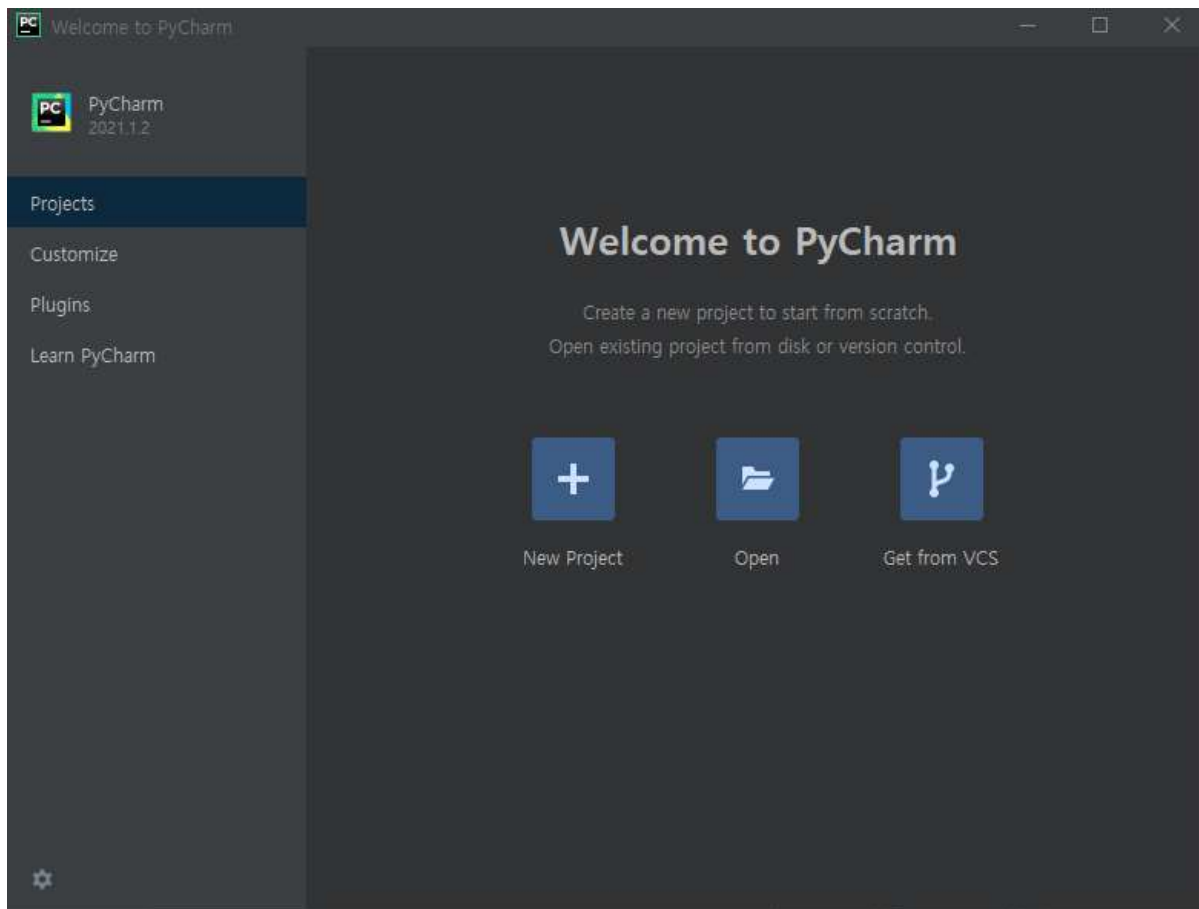 PC Welcome to PyCharm
PC PyCharm
2021.1.2
Projects
Customize
Plugins
Learn PyCharm
Welcome to PyCharm
Create a new project to start from scratch.
Open existing project from disk or version control.
New Project Open Get from VCS